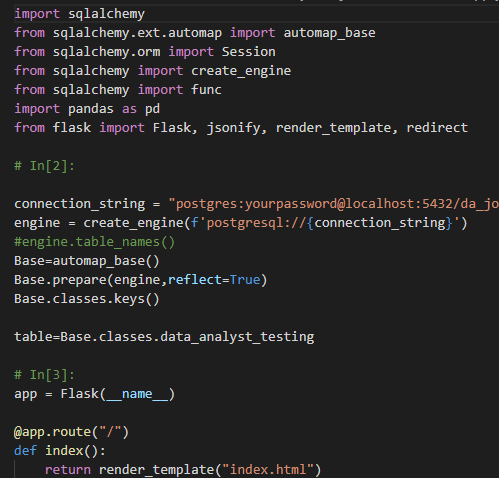 import sqlalchemy
from sqlalchemy.ext.automap import automap_base
from sqlalchemy.orm import Session
from sqlalchemy import create_engine
from sqlalchemy import func
import pandas as pd
from flask import Flask, jsonify, render_template, redirect
# In[2]:
connection_string = "postgres:yourpassword@localhost:5432/da_jo
engine = create_engine(f'postgresql://{connection_string}')
#engine.table_names()
Base=automap_base()
Base.prepare(engine,reflect=True)
Base.classes.keys()
table=Base.classes.data_analyst_testing
# In[3]:
app = Flask(__name__)
@app.route("/")
def index():
    return render_template("index.html")